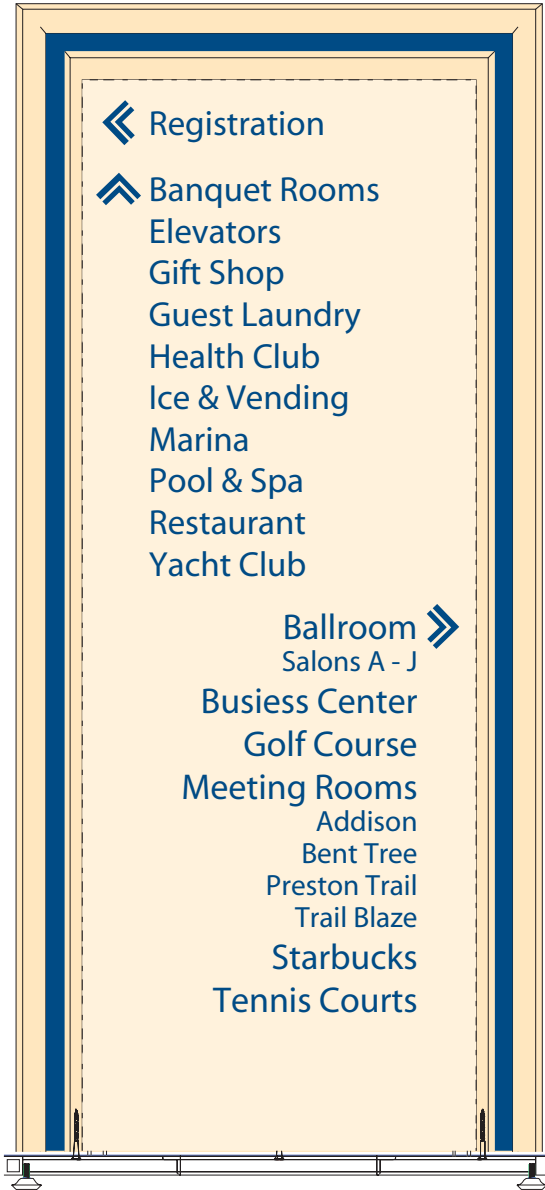 Registration
Banquet Rooms
Elevators
Gift Shop
Guest Laundry
Health Club
Ice & Vending
Marina
Pool & Spa
Restaurant
Yacht Club
Ballroom
Salons A - J
Busiess Center
Golf Course
Meeting Rooms
Addison
Bent Tree
Preston Trail
Trail Blaze
Starbucks
Tennis Courts